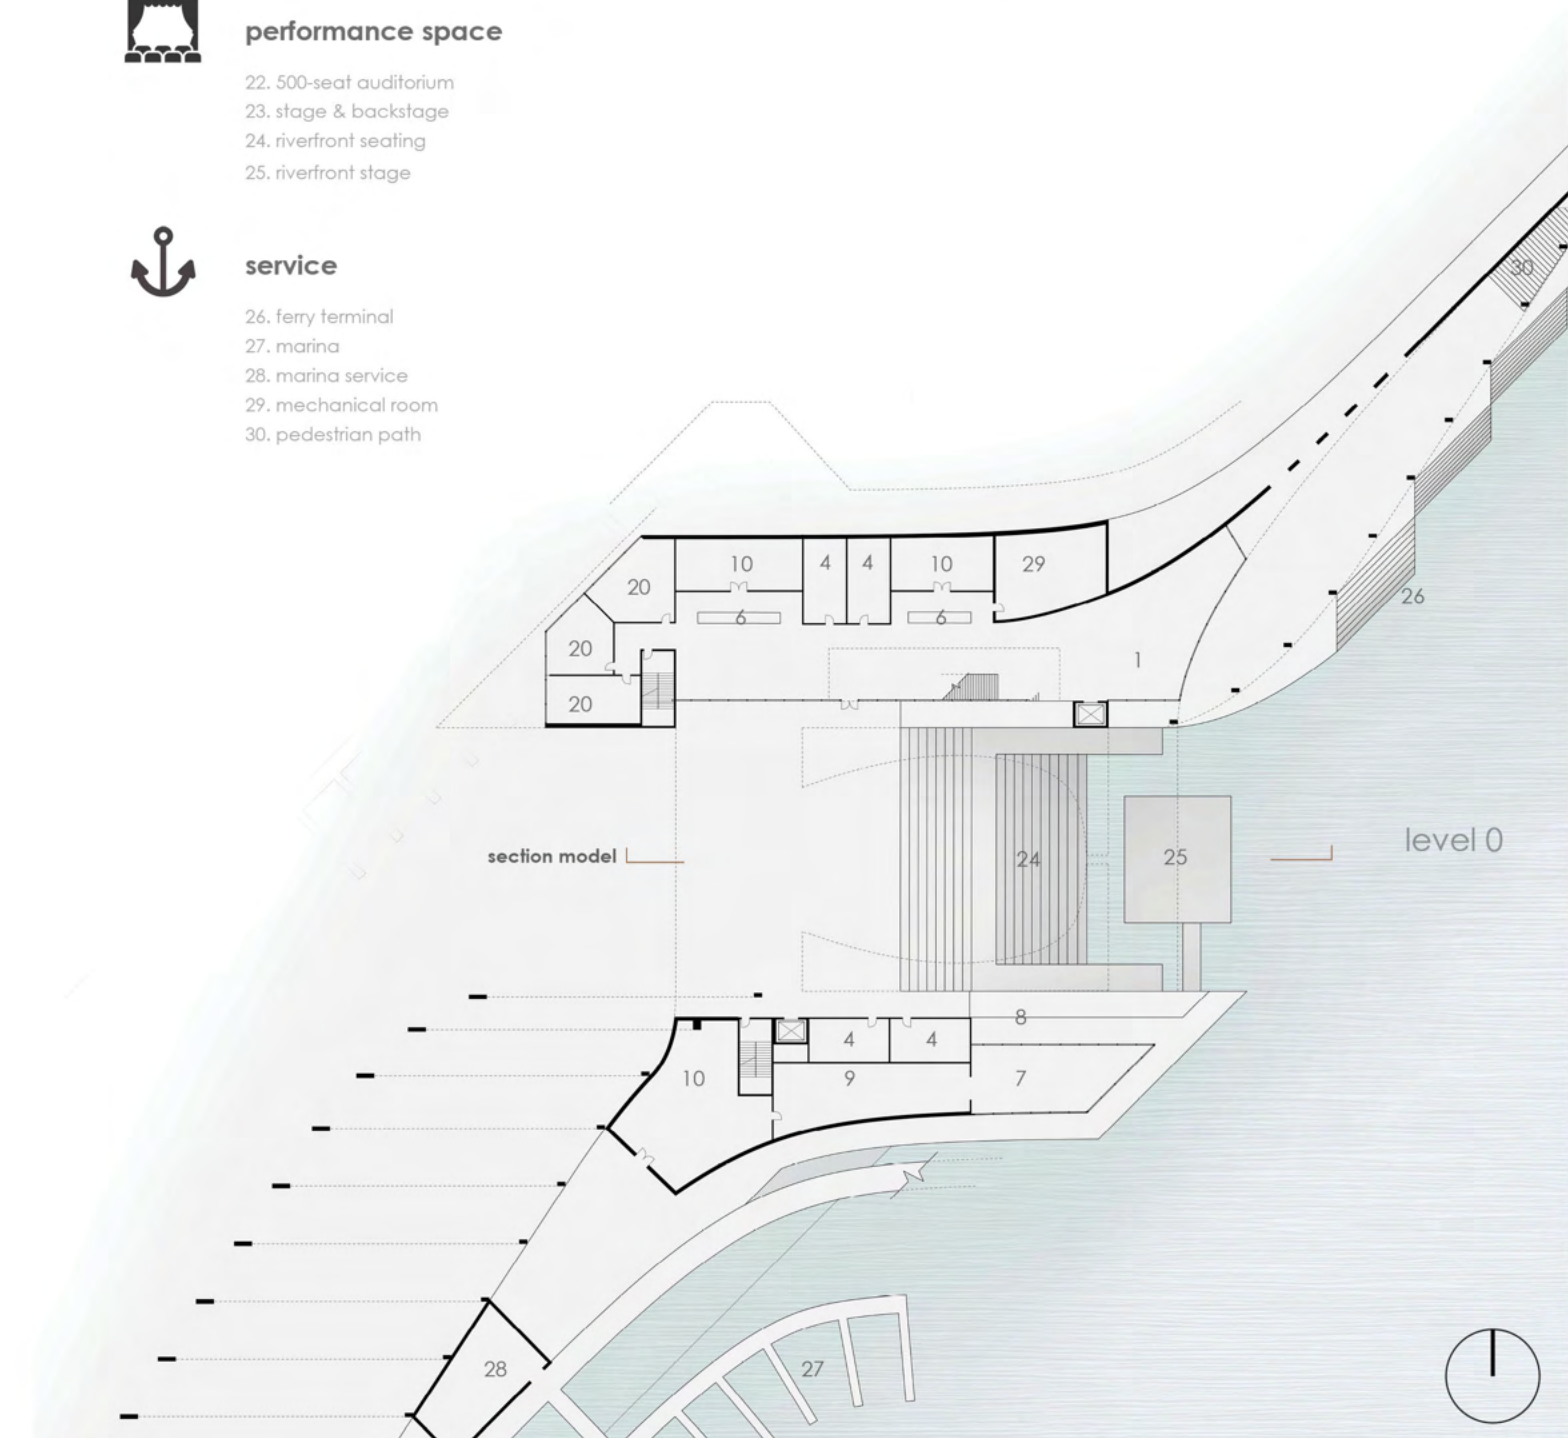 performance space
22. 500-seat auditorium
23. stage & backstage
24. riverfront seating
25. riverfront stage
service
26. ferry terminal
27. marina
28. marina service
29. mechanical room
30. pedestrian path
30
10
4
4
10
29
20
6
6
26
20
1
20
section model
24
25
level 0
8
4
4
10
9
7
28
27